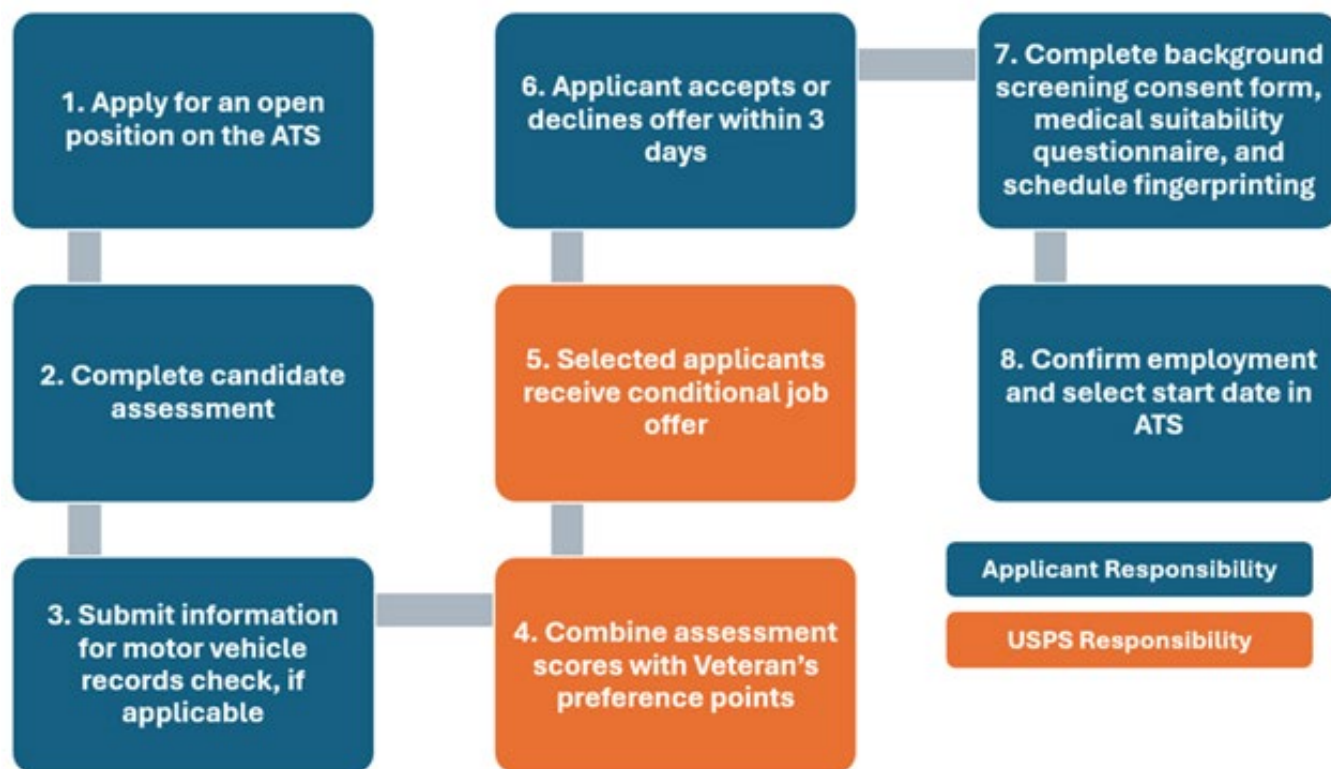 1. Apply for an open
position on the ATS
2. Complete candidate
assessment
3. Submit information
for motor vehicle
records check, if
applicable
4. Combine assessment
scores with Veteran’s
preference points
5. Selected applicants
receive conditional job
offer
6. Applicant accepts or
declines offer within 3
days
7. Complete background
screening consent form,
medical suitability
questionnaire, and
schedule fingerprinting
8. Confirm employment
and select start date in
ATS
Applicant Responsibility
USPS Responsibility